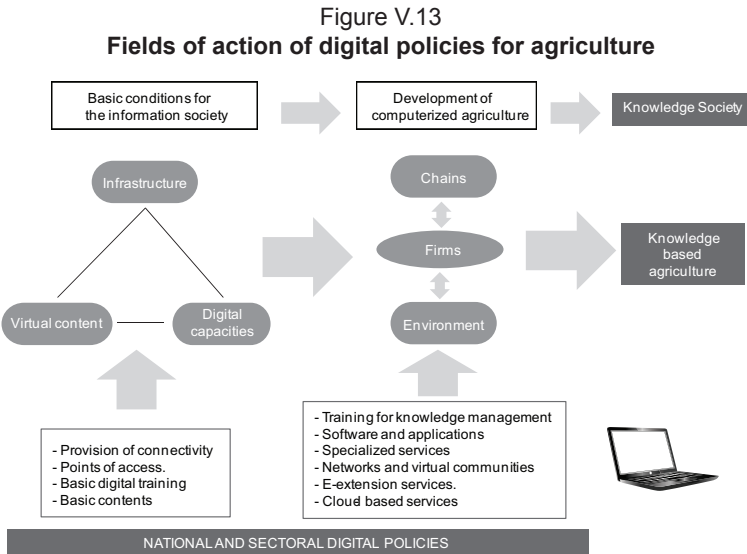 Figure V.13
Fields of action of digital policies for agriculture
Basic conditions for
the information society
Development of
computerized agriculture
Knowledge Society
Infrastructure
Virtual content
Digital
capacities
Chains
Firms
Environment
Knowledge
based
agriculture
- Provision of connectivity
- Points of access.
- Basic digital training
- Basic contents
- Training for knowledge management
- Software and applications
- Specialized services
- Networks and virtual communities
- E-extension services.
- Cloud based services
NATIONAL AND SECTORAL DIGITAL POLICIES